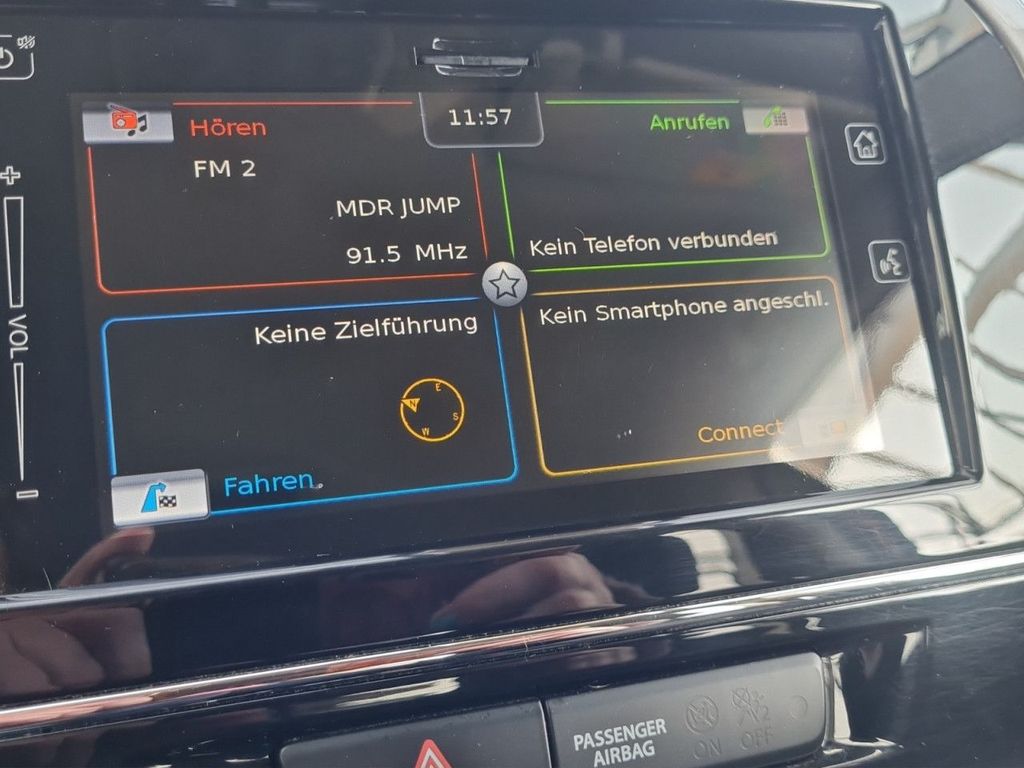 11:57
Hören
FM 2
MDR JUMP
91.5 MHz
Anrufen
Kein Telefon verbunden
Keine Zielführung
N
E
S
W
Fahren
Kein Smartphone angeschl.
Connect
VOL
PASSENGER
AIRBAG
ON
OFF